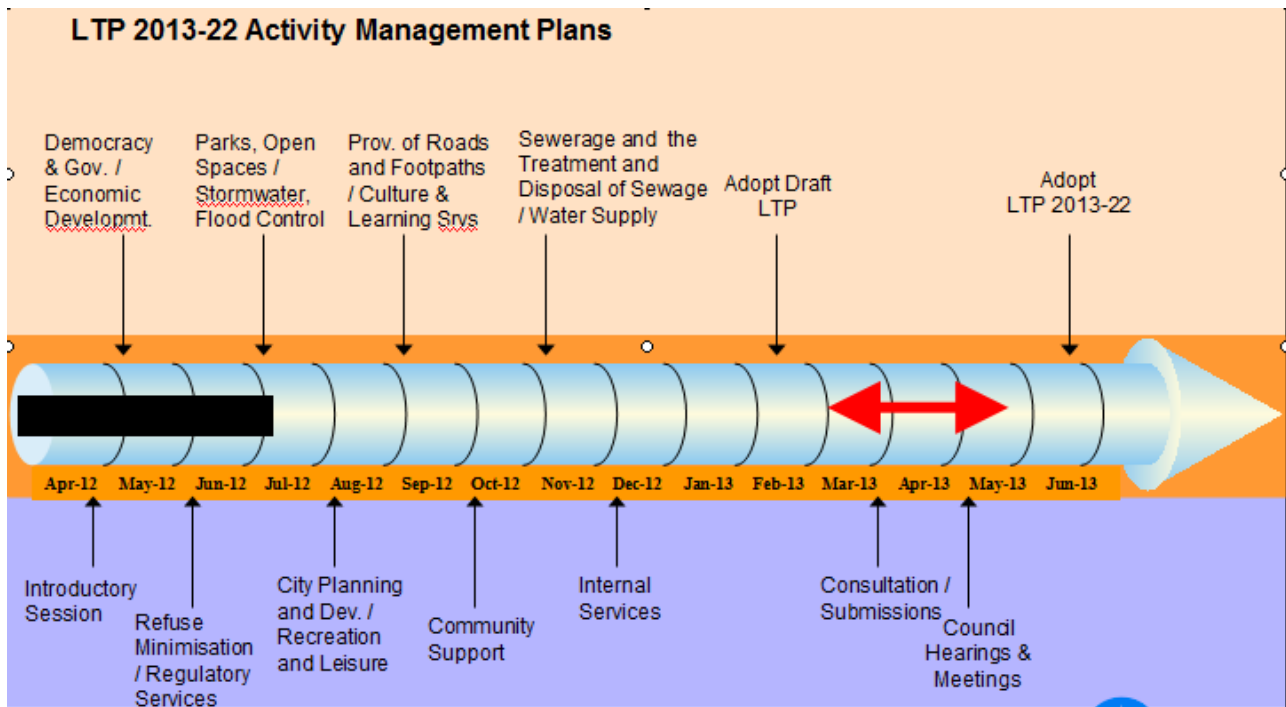 LTP 2013-22 Activity Management Plans
Democracy
& Gov. /
Economic
Developmt.
Parks, Open
Spaces /
Stormwater,
Flood Control
Prov. of Roads
and Footpaths
/ Culture &
Learning Srvs
Sewerage and the
Treatment and
Disposal of Sewage
/ Water Supply
Adopt Draft
LTP
Adopt
LTP 2013-22
Apr-12 May-12 Jun-12 Jul-12 Aug-12 Sep-12 Oct-12 Nov-12 Dec-12 Jan-13 Feb-13 Mar-13 Apr-13 May-13 Jun-13
Introductory
Session
Refuse
Minimisation
/ Regulatory
Services
City Planning
and Dev. /
Recreation
and Leisure
Community
Support
Internal
Services
Consultation /
Submissions
Council
Hearings &
Meetings